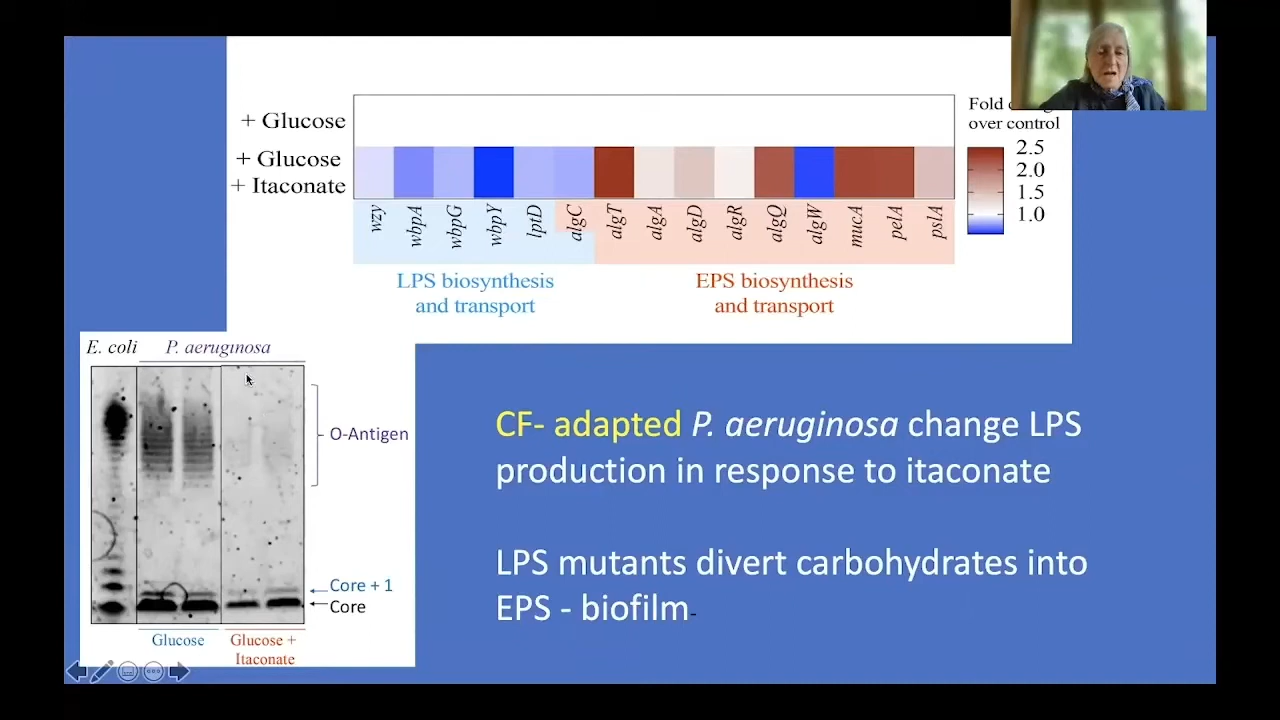 Fold
over control
2.5
2.0
1.5
1.0
+ Glucose
+ Glucose
+ Itaconate
wzy
wbpA
wbpG
wbpY
lptD
algC
algT
algA
algD
algR
algQ
algW
mucA
pelA
pslA
LPS biosynthesis
and transport
EPS biosynthesis
and transport
E. coli
P. aeruginosa
O-Antigen
Core + 1
Core
Glucose
Glucose +
Itaconate
CF- adapted P. aeruginosa change LPS
production in response to itaconate
LPS mutants divert carbohydrates into
EPS - biofilm-